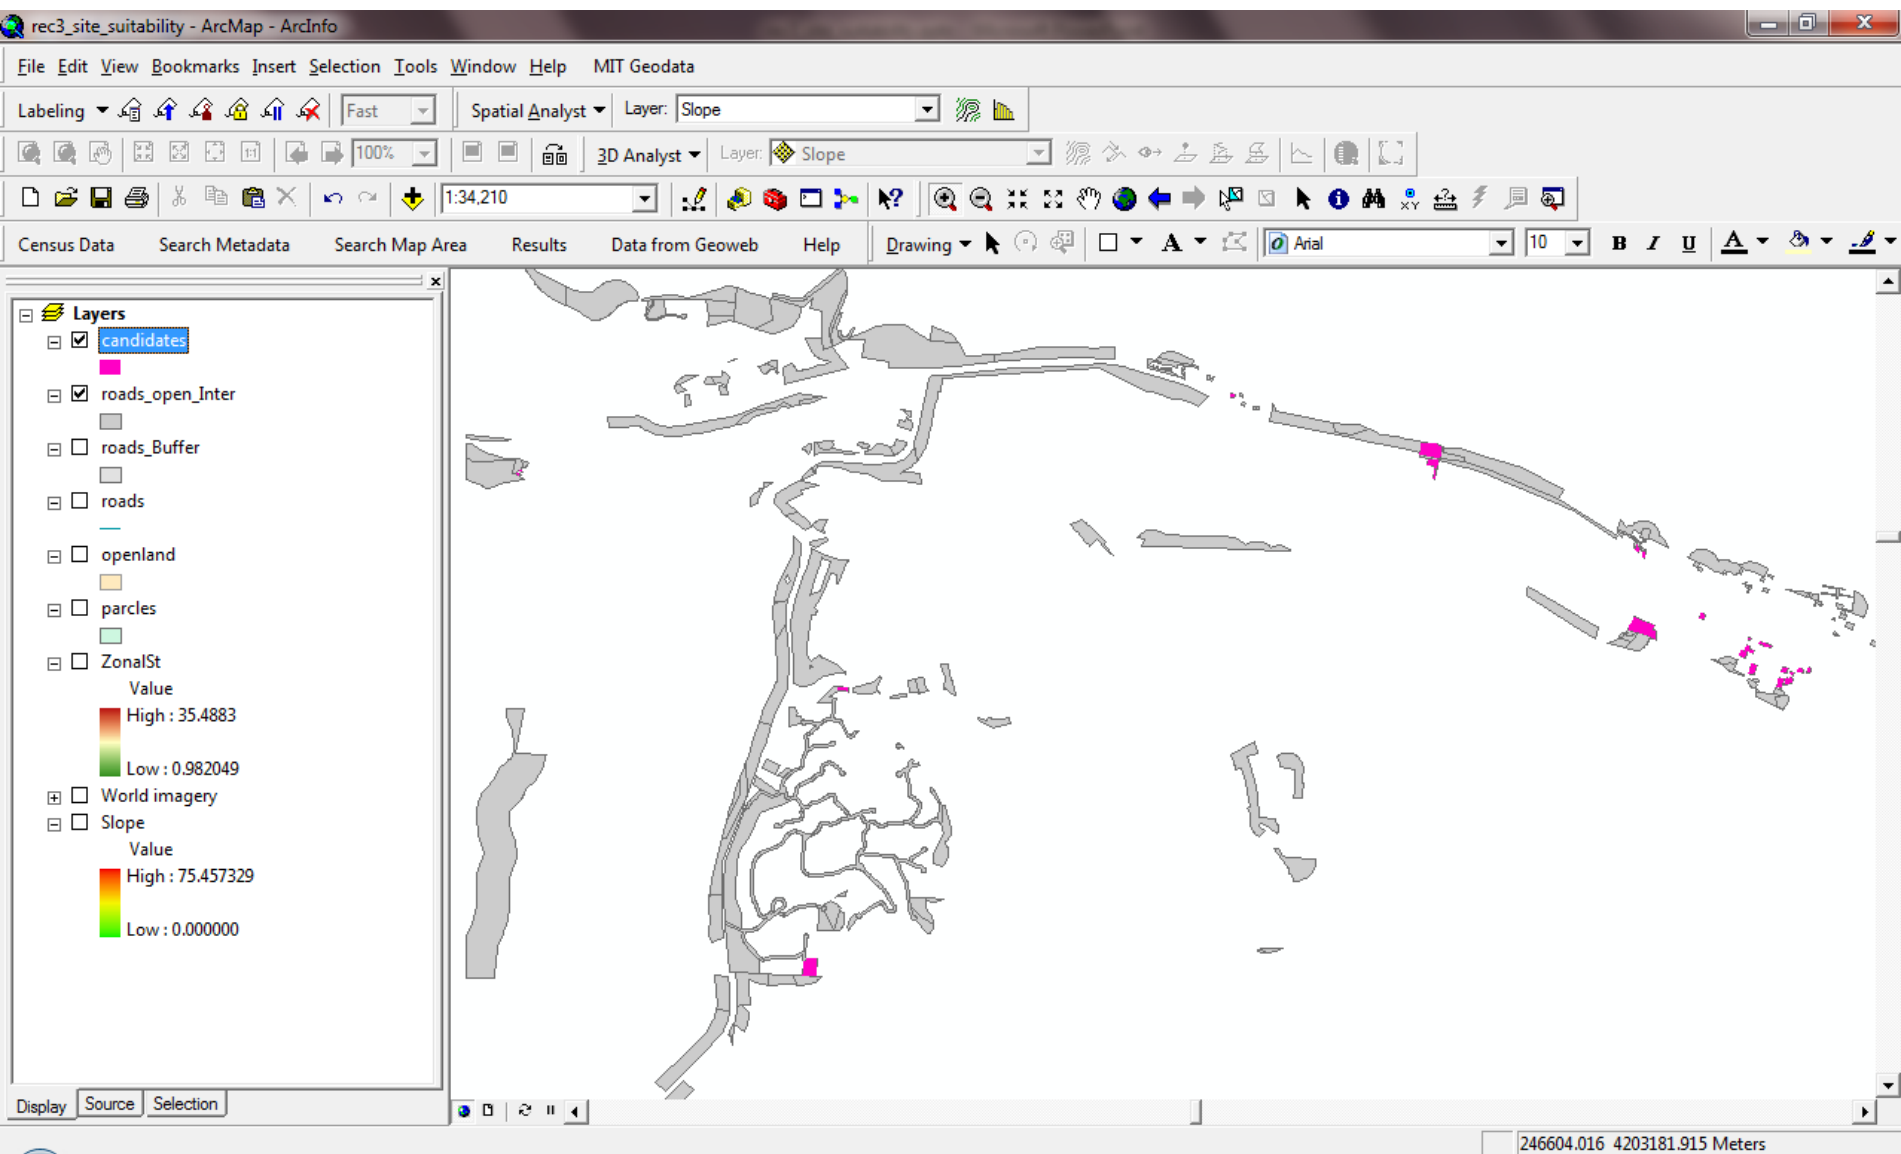 rec3_site_suitability - ArcMap - ArcInfo
File Edit View Bookmarks Insert Selection Tools Window Help MIT Geodata
Labeling Fast Spatial Analyst Layer: Slope
100% 3D Analyst Layer: Slope
1:34,210
Census Data Search Metadata Search Map Area Results Data from Geoweb Help Drawing A Arial 10 B I U A
Layers
candidates
roads_open_Inter
roads_Buffer
roads
openland
parcles
ZonalSt
Value
High : 35.4883
Low : 0.982049
World imagery
Slope
Value
High : 75.457329
Low : 0.000000
Display Source Selection
246604.016 4203181.915 Meters